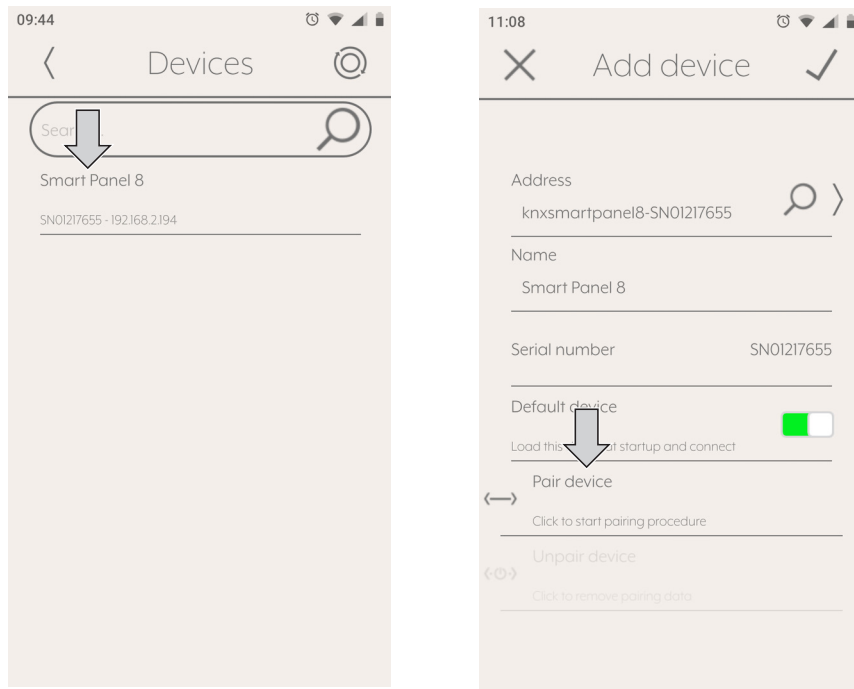 09:44
Devices
Smart Panel 8
SN01217655 - 192.168.2.194
11:08
Add device
Address
knxsmartpanel8-SN01217655
Name
Smart Panel 8
Serial number SN01217655
Default device
Load this at startup and connect
Pair device
Click to start pairing procedure
Unpair device
Click to remove pairing data.